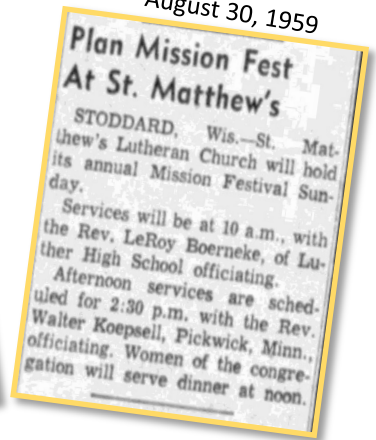 August 30, 1959
Plan Mission Fest
At St. Matthew's
STODDARD, Wis.—St. Mat-
thew's Lutheran Church will hold
its annual Mission Festival Sun-
day.
Services will be at 10 a.m., with
the Rev. LeRoy Boerneke, of Lu-
ther High School officiating.
Afternoon services are sched-
uled for 2:30 p.m. with the Rev.
Walter Koepsell, Pickwick, Minn.,
officiating. Women of the congre-
gation will serve dinner at noon.